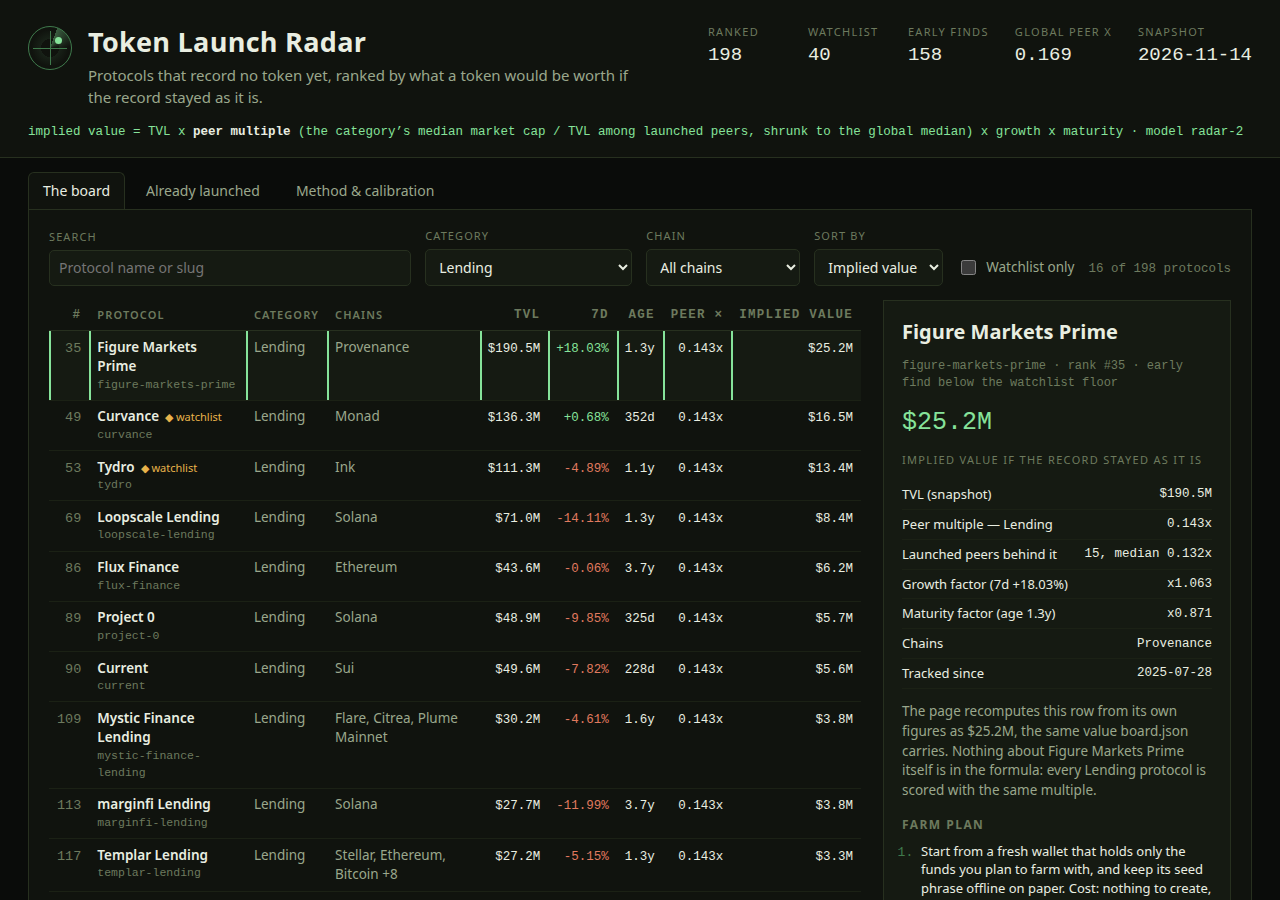 Token Launch Radar
Protocols that record no token yet, ranked by what a token would be worth if
the record stayed as it is.
RANKED
198
WATCHLIST
40
EARLY FINDS
158
GLOBAL PEER X
0.169
SNAPSHOT
2026-11-14
implied value = TVL x peer multiple (the category’s median market cap / TVL among launched peers, shrunk to the global median) x growth x maturity · model radar-2
The board
Already launched
Method & calibration
SEARCH
Protocol name or slug
CATEGORY
Lending
CHAIN
All chains
SORT BY
Implied value
Watchlist only
16 of 198 protocols
# PROTOCOL CATEGORY CHAINS TVL 7D AGE PEER × IMPLIED VALUE
35 Figure Markets Prime Lending Provenance $190.5M +18.03% 1.3y 0.143x $25.2M
figure-markets-prime
49 Curvance ◆ watchlist Lending Monad $136.3M +0.68% 352d 0.143x $16.5M
curvance
53 Tydro ◆ watchlist Lending Ink $111.3M -4.89% 1.1y 0.143x $13.4M
tydro
69 Loopscale Lending Lending Solana $71.0M -14.11% 1.3y 0.143x $8.4M
loopscale-lending
86 Flux Finance Lending Ethereum $43.6M -0.06% 3.7y 0.143x $6.2M
flux-finance
89 Project 0 Lending Solana $48.9M -9.85% 325d 0.143x $5.7M
project-0
90 Current Lending Sui $49.6M -7.82% 228d 0.143x $5.6M
current
109 Mystic Finance Lending Lending Flare, Citrea, Plume Mainnet $30.2M -4.61% 1.6y 0.143x $3.8M
mystic-finance-lending
113 marginfi Lending Lending Solana $27.7M -11.99% 3.7y 0.143x $3.8M
marginfi-lending
117 Templar Lending Lending Stellar, Ethereum, Bitcoin +8 $27.2M -5.15% 1.3y 0.143x $3.3M
templar-lending
Figure Markets Prime
figure-markets-prime · rank #35 · early
find below the watchlist floor
$25.2M
IMPLIED VALUE IF THE RECORD STAYED AS IT IS
TVL (snapshot) $190.5M
Peer multiple — Lending 0.143x
Launched peers behind it 15, median 0.132x
Growth factor (7d +18.03%) x1.063
Maturity factor (age 1.3y) x0.871
Chains Provenance
Tracked since 2025-07-28
The page recomputes this row from its own
figures as $25.2M, the same value board.json
carries. Nothing about Figure Markets Prime
itself is in the formula: every Lending protocol is
scored with the same multiple.
FARM PLAN
1. Start from a fresh wallet that holds only the
funds you plan to farm with, and keep its seed
phrase offline on paper. Cost: nothing to create,